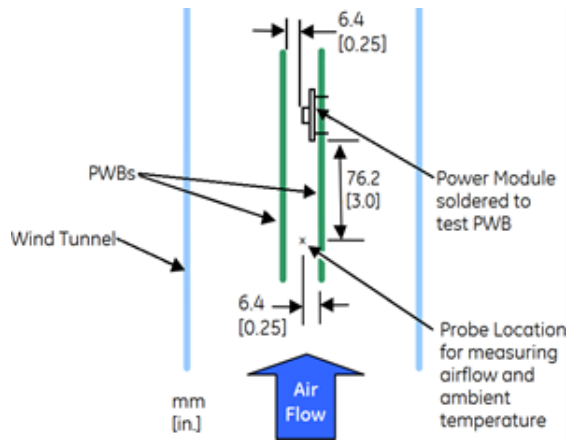 6.4
[0.25]
PWBs
76.2
[3.0]
Power Module
soldered to
test PWB
Wind Tunnel
x
6.4
[0.25]
Probe Location
for measuring
airflow and
ambient
temperature
Air
Flow
mm
[in.]